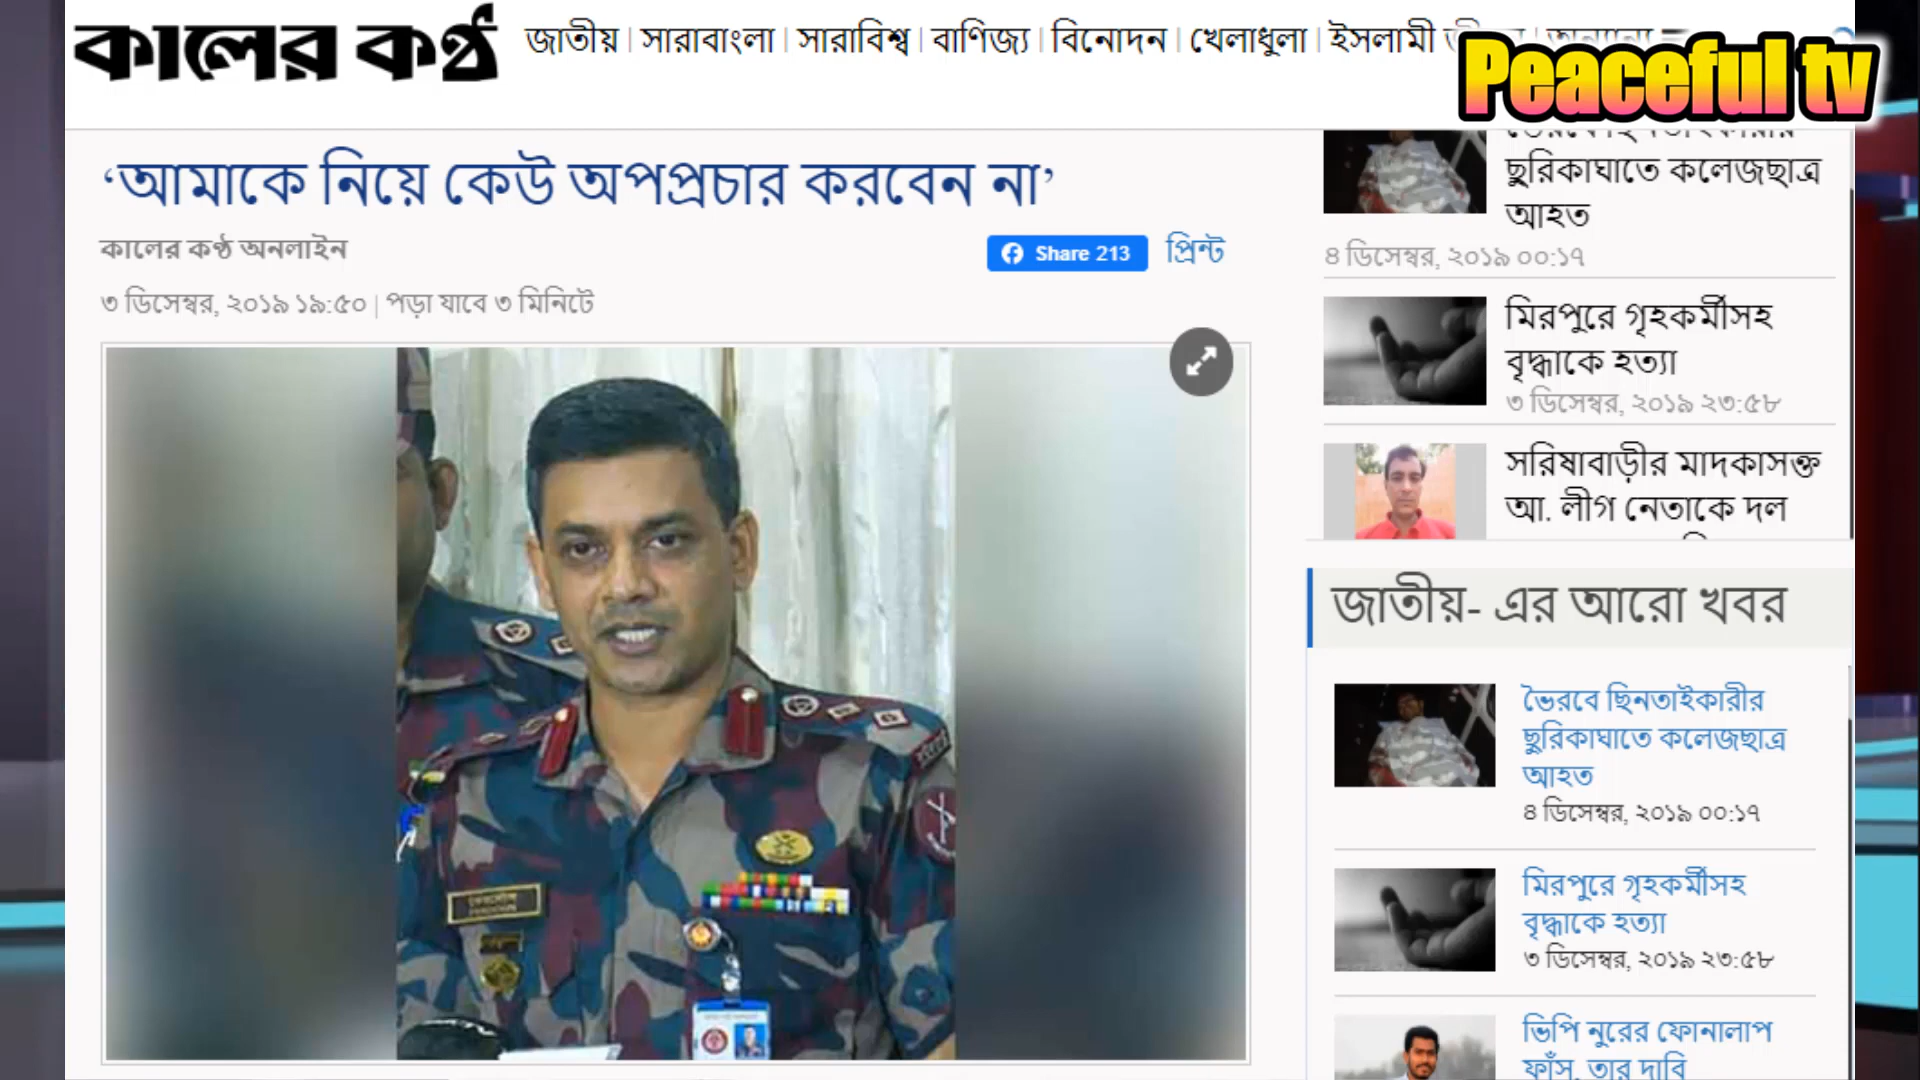 কালের কণ্ঠ
জাতীয় | সারাবাংলা | সারাবিশ্ব | বাণিজ্য | বিনোদন | খেলাধুলা | ইসলামী
Peaceful tv
‘আমাকে নিয়ে কেউ অপপ্রচার করবেন না’
কালের কণ্ঠ অনলাইন
Share 213
প্রিন্ট
৩ ডিসেম্বর, ২০১৯ ১৯:৫০ | পড়া যাবে ৩ মিনিটে
ছুরিকাঘাতে কলেজছাত্র
আহত
৪ ডিসেম্বর, ২০১৯ ০০:১৭
মিরপুরে গৃহকর্মীসহ
বৃদ্ধাকে হত্যা
৩ ডিসেম্বর, ২০১৯ ২৩:৫৮
সরিষাবাড়ীর মাদকাসক্ত
আ. লীগ নেতাকে দল
জাতীয়- এর আরো খবর
ভৈরবে ছিনতাইকারীর
ছুরিকাঘাতে কলেজছাত্র
আহত
৪ ডিসেম্বর, ২০১৯ ০০:১৭
মিরপুরে গৃহকর্মীসহ
বৃদ্ধাকে হত্যা
৩ ডিসেম্বর, ২০১৯ ২৩:৫৮
ভিপি নুরের ফোনালাপ
ফাঁস, তার দাবি